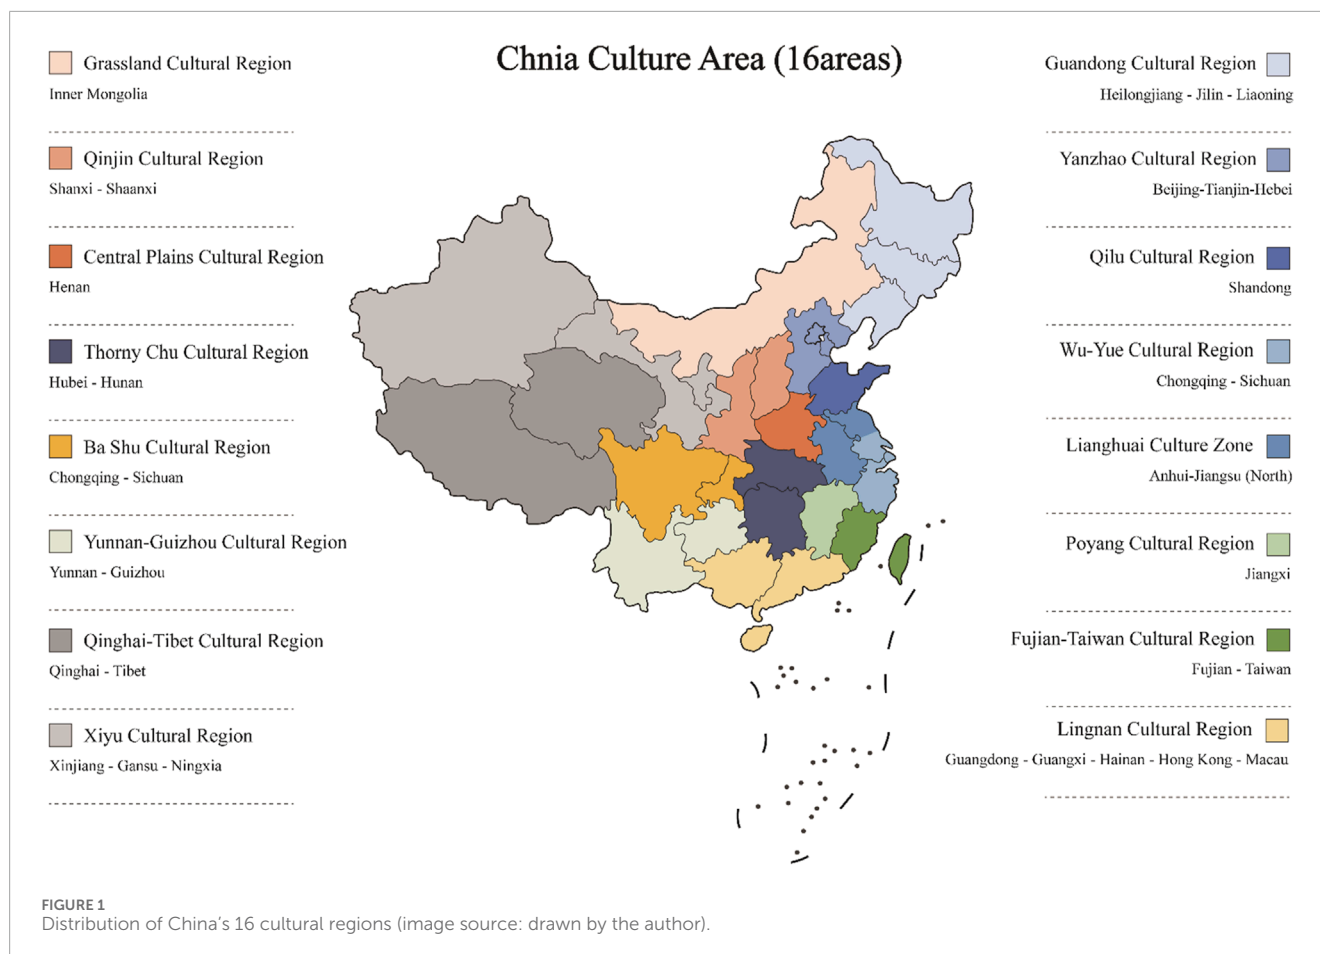 Chnia Culture Area (16areas)
Grassland Cultural Region
Inner Mongolia
Qinjin Cultural Region
Shanxi - Shaanxi
Central Plains Cultural Region
Henan
Thorny Chu Cultural Region
Hubei - Hunan
Ba Shu Cultural Region
Chongqing - Sichuan
Yunnan-Guizhou Cultural Region
Yunnan - Guizhou
Qinghai-Tibet Cultural Region
Qinghai - Tibet
Xiyu Cultural Region
Xinjiang - Gansu - Ningxia
Guandong Cultural Region
Heilongjiang - Jilin - Liaoning
Yanzhao Cultural Region
Beijing-Tianjin-Hebei
Qilu Cultural Region
Shandong
Wu-Yue Cultural Region
Chongqing - Sichuan
Lianghuai Culture Zone
Anhui-Jiangsu (North)
Poyang Cultural Region
Jiangxi
Fujian-Taiwan Cultural Region
Fujian - Taiwan
Lingnan Cultural Region
Guangdong - Guangxi - Hainan - Hong Kong - Macau
FIGURE 1
Distribution of China's 16 cultural regions (image source: drawn by the author).